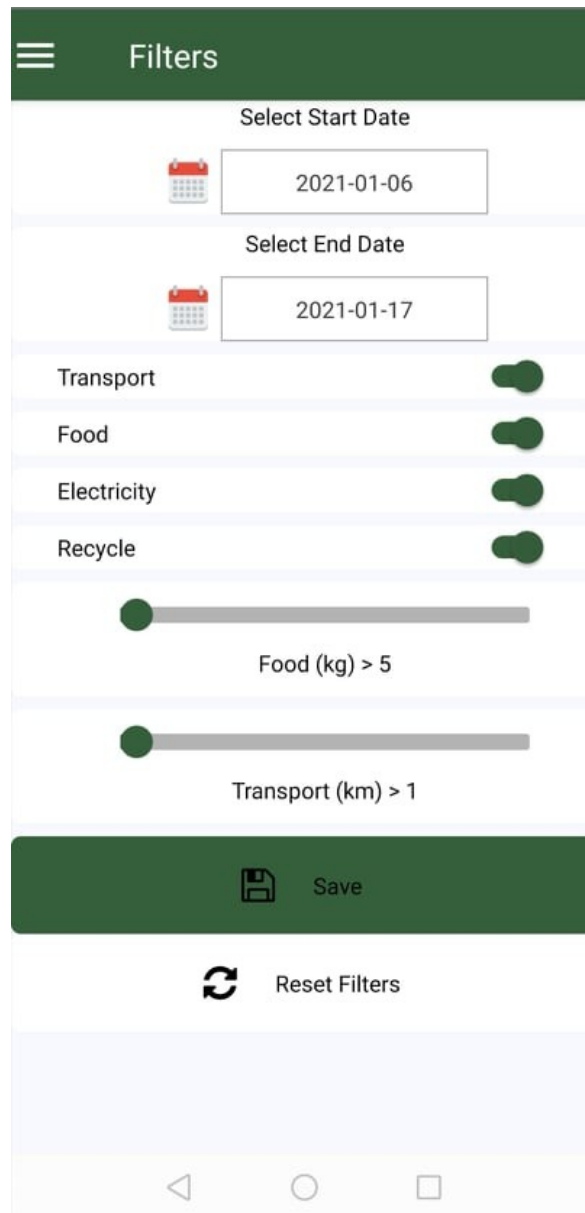 Filters
Select Start Date
2021-01-06
Select End Date
2021-01-17
Transport
Food
Electricity
Recycle
Food (kg) > 5
Transport (km) > 1
Save
Reset Filters